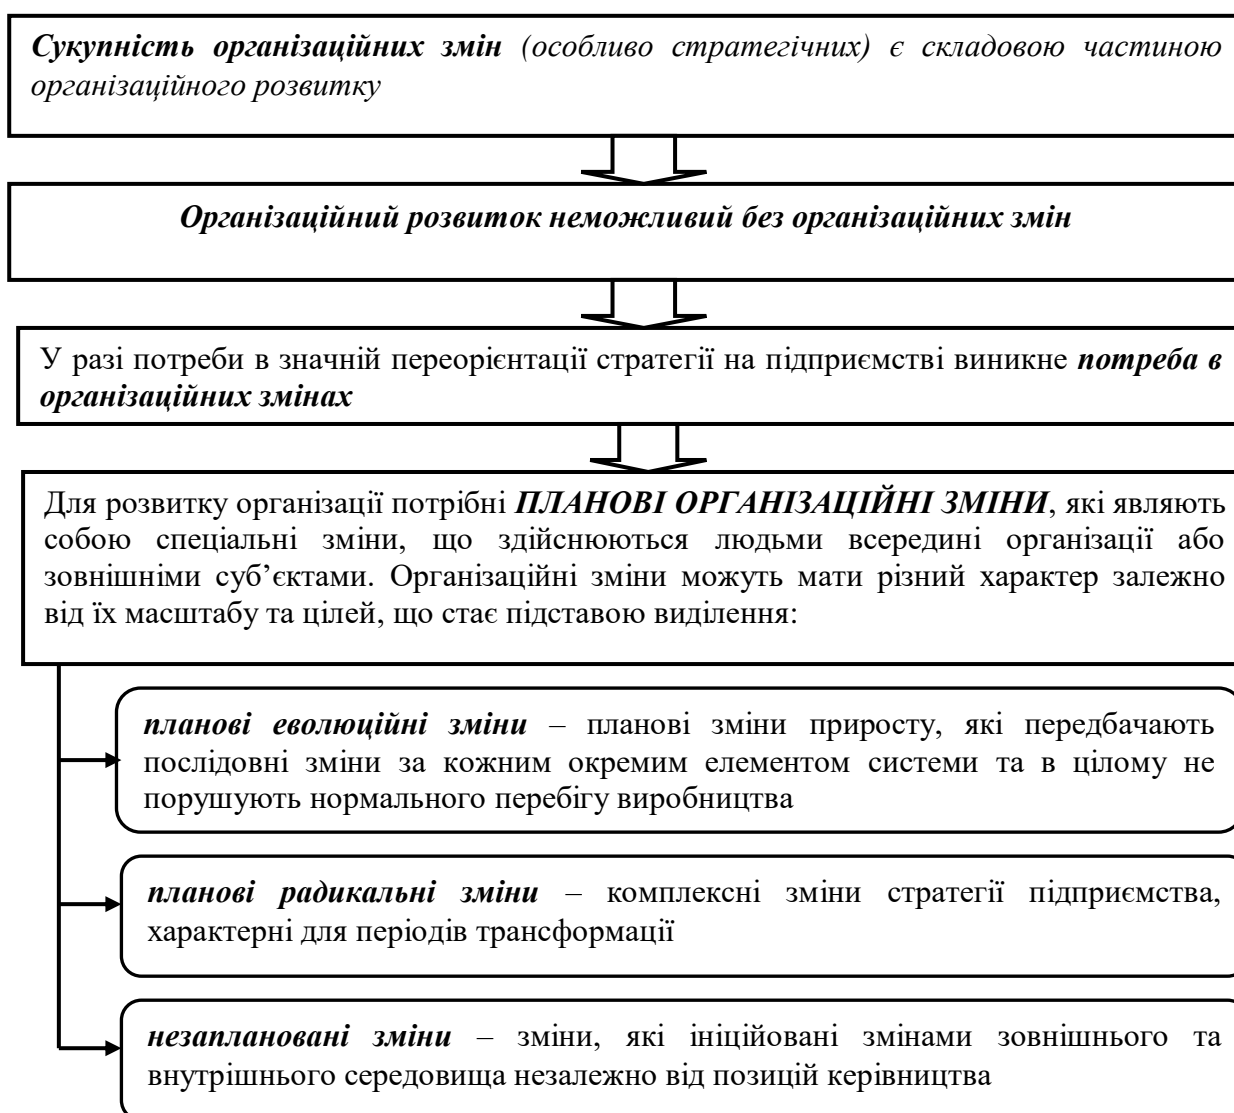 Сукупність організаційних змін (особливо стратегічних) є складовою частиною
організаційного розвитку
Організаційний розвиток неможливий без організаційних змін
У разі потреби в значній переорієнтації стратегії на підприємстві виникне потреба в
організаційних змінах
Для розвитку організації потрібні ПЛАНОВІ ОРГАНІЗАЦІЙНІ ЗМІНИ, які являють
собою спеціальні зміни, що здійснюються людьми всередині організації або
зовнішніми суб’єктами. Організаційні зміни можуть мати різний характер залежно
від їх масштабу та цілей, що стає підставою виділення:
планові еволюційні зміни – планові зміни приросту, які передбачають
послідовні зміни за кожним окремим елементом системи та в цілому не
порушують нормального перебігу виробництва
планові радикальні зміни – комплексні зміни стратегії підприємства,
характерні для періодів трансформації
незаплановані зміни – зміни, які ініційовані змінами зовнішнього та
внутрішнього середовища незалежно від позицій керівництва